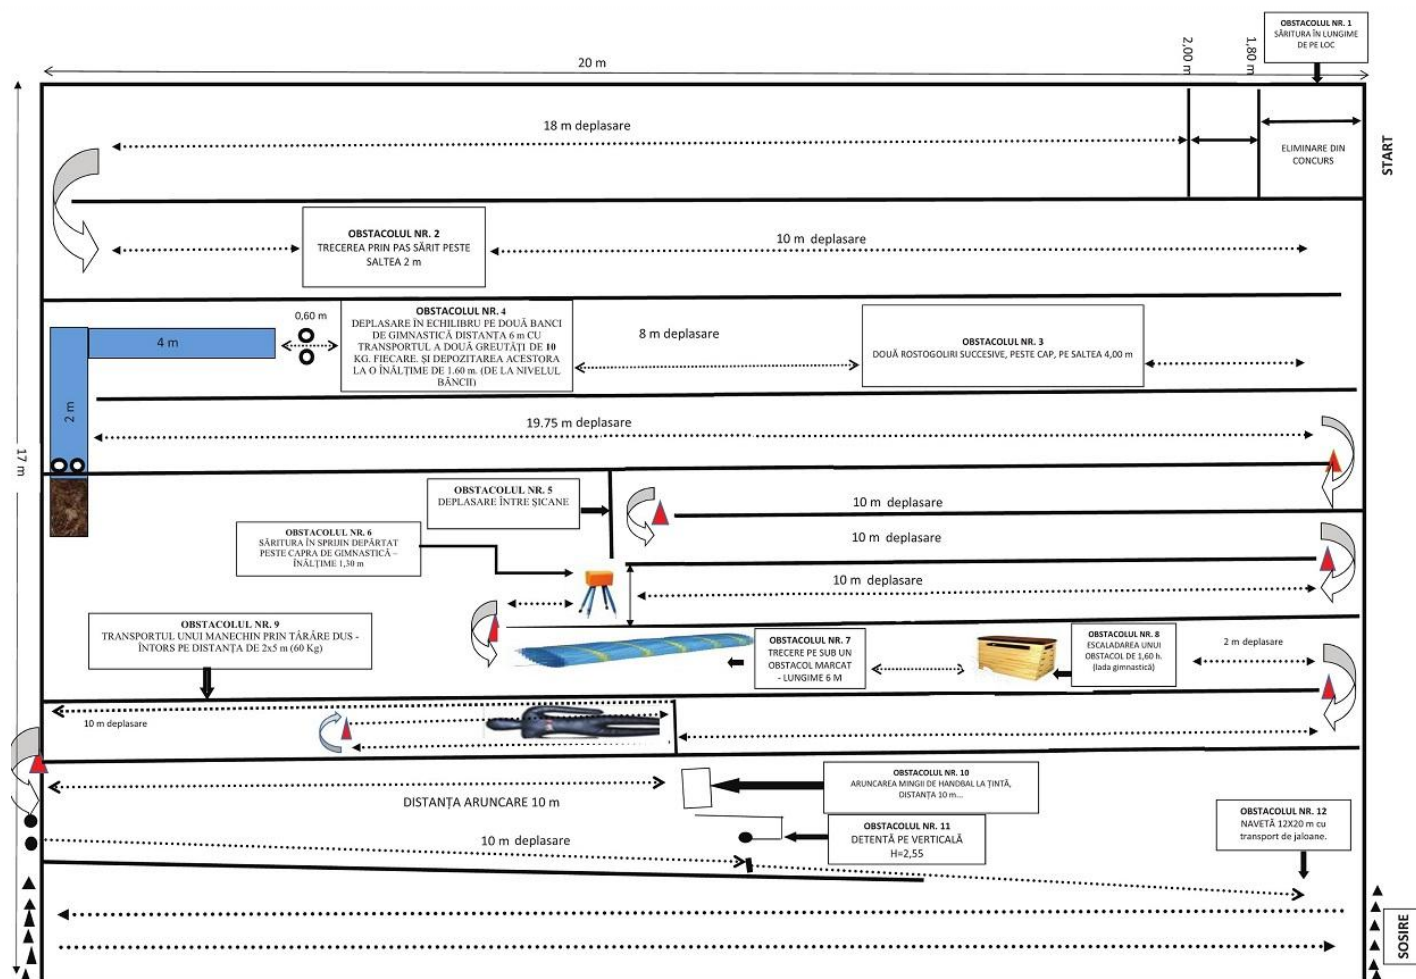 OBSTACOLUL NR. 1
SĂRITURA ÎN LUNGIME
DE PE LOC
2,00 m
1,80 m
20 m
18 m deplasare
ELIMINARE DIN
CONCURS
START
OBSTACOLUL NR. 2
TRECEREA PRIN PAS SĂRIT PESTE
SALTEA 2 m
10 m deplasare
4 m
0,60 m
OBSTACOLUL NR. 4
DEPLASARE ÎN ECHILIBRU PE DOUĂ BANCI
DE GIMNASTICĂ DISTANȚA 6 m CU
TRANSPORTUL A DOUĂ GREUTĂȚI DE 10
KG. FIECARE. ȘI DEPOZITAREA ACESTORA
LA O ÎNĂLȚIME DE 1.60 m. (DE LA NIVELUL
BĂNCII)
8 m deplasare
OBSTACOLUL NR. 3
DOUĂ ROSTOGOLIRI SUCCESIVE, PESTE CAP, PE SALTEA 4,00 m
2 m
19.75 m deplasare
17 m
OBSTACOLUL NR. 5
DEPLASARE ÎNTRE ȘICANE
10 m deplasare
OBSTACOLUL NR. 6
SĂRITURA ÎN SPRIJIN DEPĂRTAT
PESTE CAPRA DE GIMNASTICĂ –
ÎNĂLȚIME 1,30 m
10 m deplasare
10 m deplasare
OBSTACOLUL NR. 9
TRANSPORTUL UNUI MANECHIN PRIN TÂRÂRE DUS -
ÎNTORS PE DISTANȚA DE 2x5 m (60 Kg)
OBSTACOLUL NR. 7
TRECERE PE SUB UN
OBSTACOL MARCAT
- LUNGIME 6 M
OBSTACOLUL NR. 8
ESCALADAREA UNUI
OBSTACOL DE 1,60 h.
(lada gimnastică)
2 m deplasare
10 m deplasare
DISTANȚA ARUNCARE 10 m
OBSTACOLUL NR. 10
ARUNCAREA MINGII DE HANDBAL LA ȚINTĂ,
DISTANȚA 10 m...
OBSTACOLUL NR. 11
DETENTĂ PE VERTICALĂ
H=2,55
OBSTACOLUL NR. 12
NAVETĂ 12X20 m cu
transport de jaloane.
10 m deplasare
SOSIRE